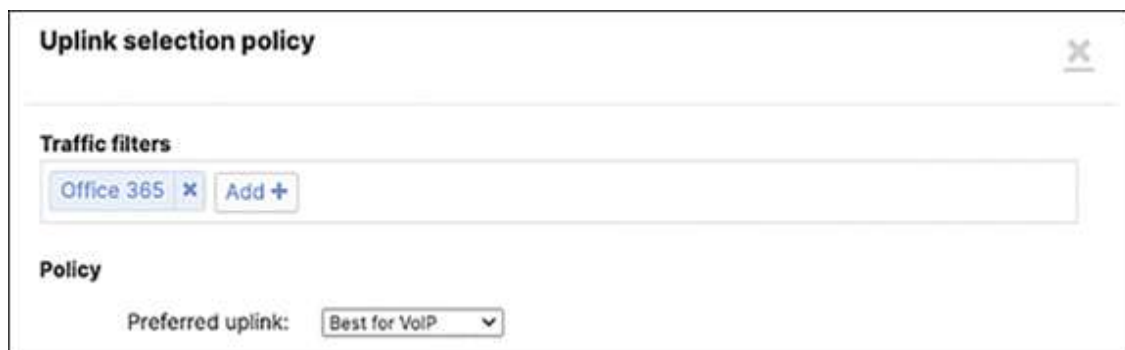 Uplink selection policy
Traffic filters
Office 365 × Add +
Policy
Preferred uplink: Best for VoIP